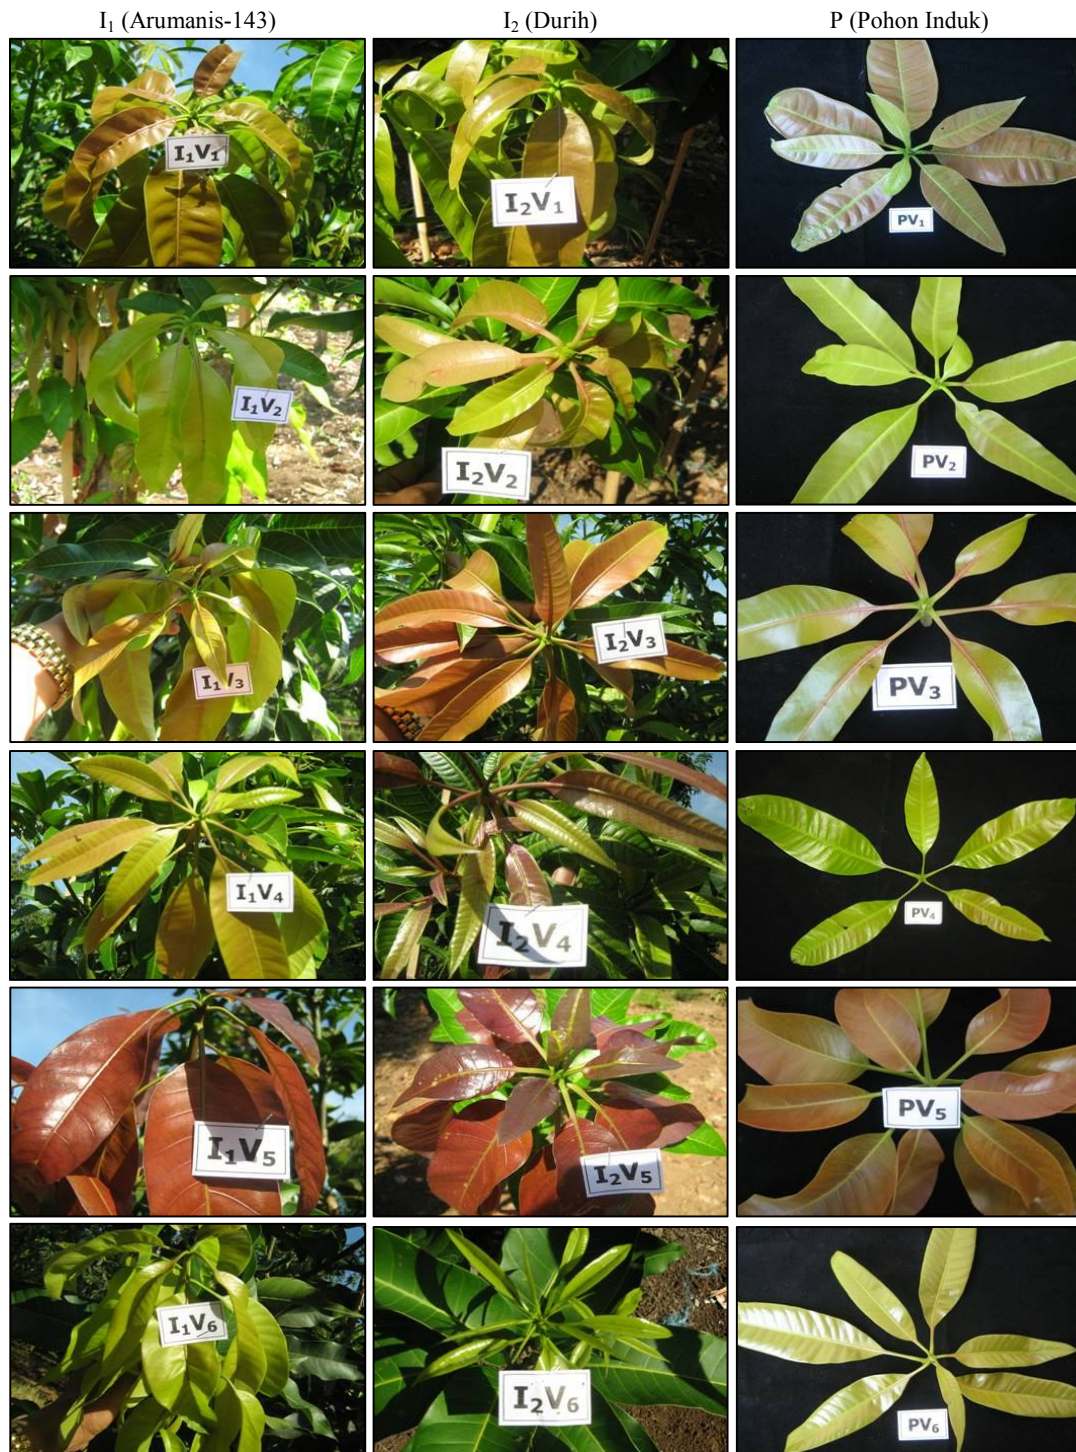 I₁ (Arumanis-143) I₂ (Durih) P (Pohon Induk)
I₁V₁ I₂V₁ PV₁
I₁V₂ I₂V₂ PV₂
I₁V₃ I₂V₃ PV₃
I₁V₄ I₂V₄ PV₄
I₁V₅ I₂V₅ PV₅
I₁V₆ I₂V₆ PV₆